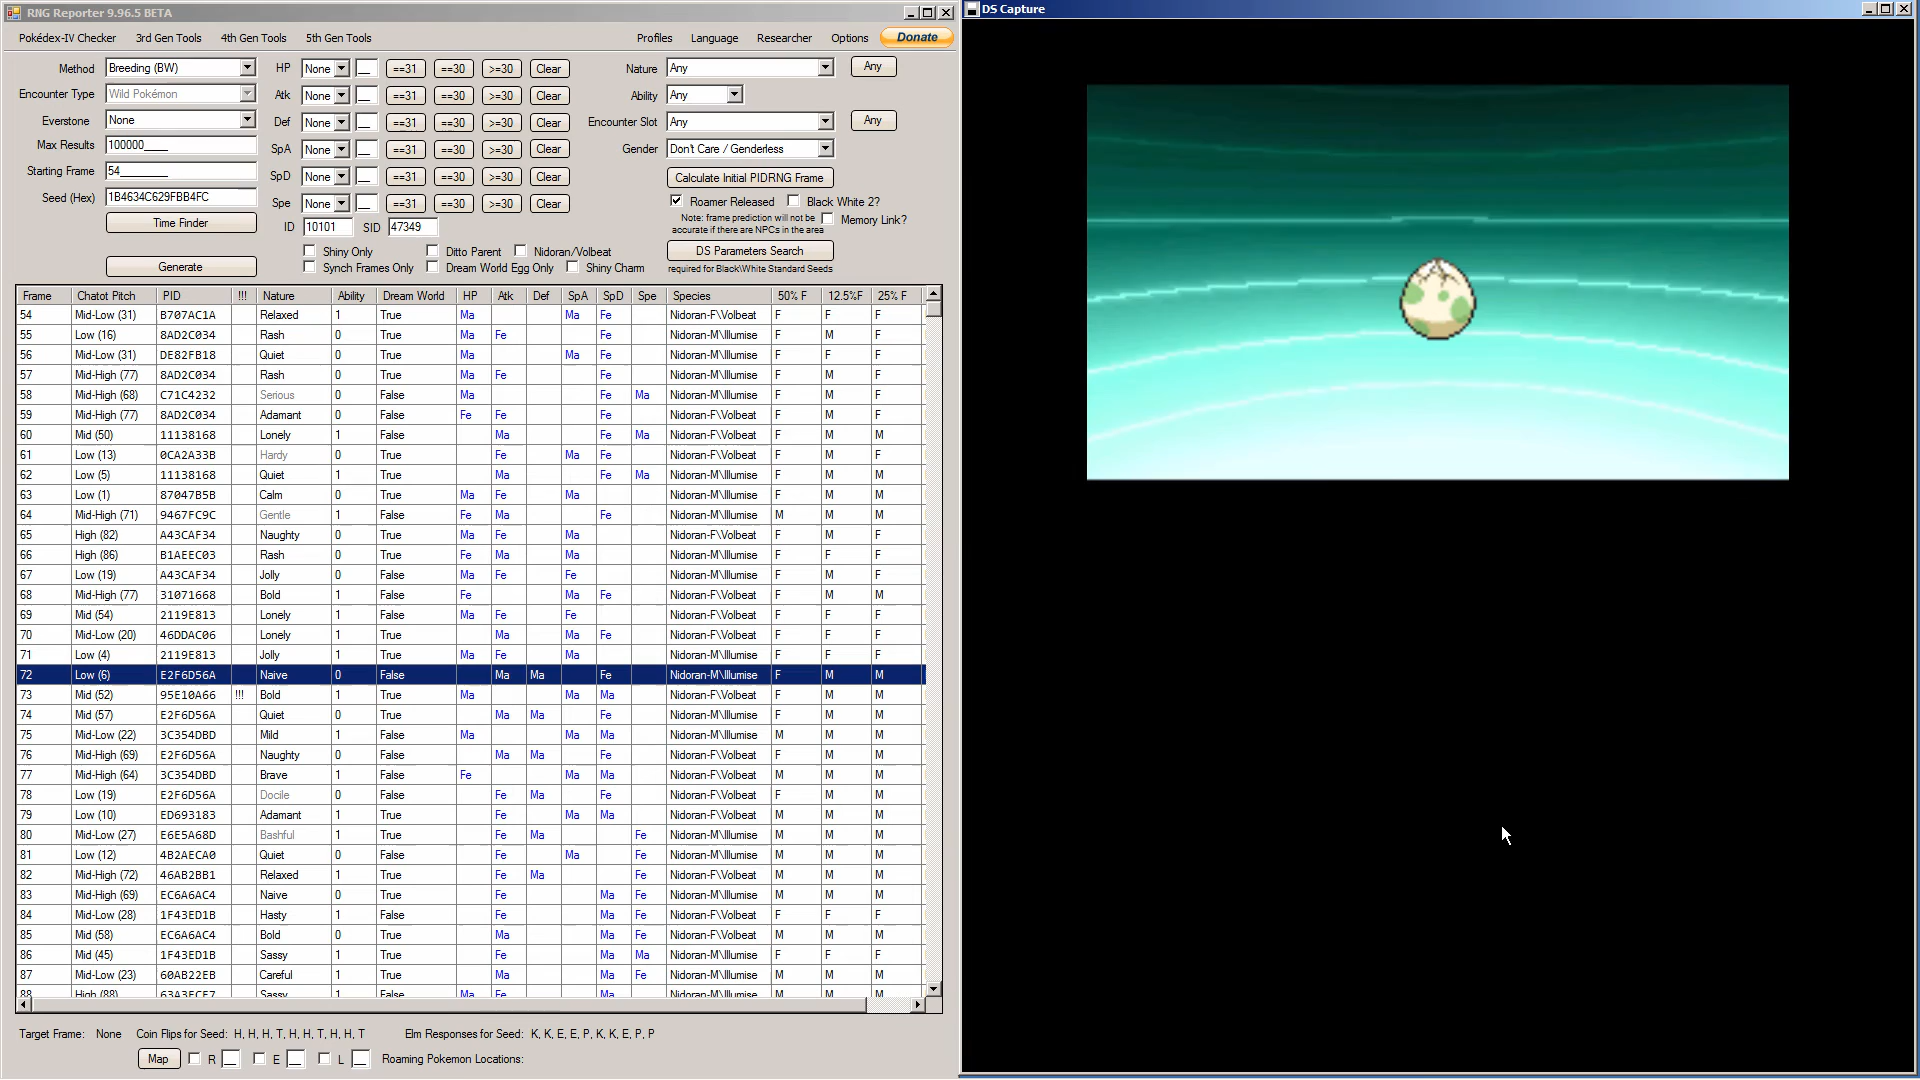 RNG Reporter 9.96.5 BETA
DS Capture
Pokédex-IV Checker 3rd Gen Tools 4th Gen Tools 5th Gen Tools Profiles Language Researcher Options Donate
Method Breeding (BW) HP None ==31 ==30 >=30 Clear Nature Any Any
Encounter Type Wild Pokémon Atk None ==31 ==30 >=30 Clear Ability Any
Everstone None Def None ==31 ==30 >=30 Clear Encounter Slot Any Any
Max Results 100000____ SpA None ==31 ==30 >=30 Clear Gender Don't Care / Genderless
Starting Frame 54________ SpD None ==31 ==30 >=30 Clear Calculate Initial PIDRNG Frame
Seed (Hex) 1B4634C629FBB4FC Spe None ==31 ==30 >=30 Clear Roamer Released Black White 2?
Time Finder ID 10101 SID 47349 Note: frame prediction will not be accurate if there are NPCs in the area Memory Link?
Shiny Only Ditto Parent Nidoran/Volbeat DS Parameters Search
Generate Synch Frames Only Dream World Egg Only Shiny Charm required for Black\White Standard Seeds
Frame Chatot Pitch PID !!! Nature Ability Dream World HP Atk Def SpA SpD Spe Species 50% F 12.5%F 25% F
54 Mid-Low (31) B707AC1A Relaxed 1 True Ma Ma Fe Nidoran-F\Volbeat F F F
55 Low (16) 8AD2C034 Rash 0 True Ma Fe Fe Nidoran-M\Illumise F M F
56 Mid-Low (31) DE82FB18 Quiet 0 True Ma Ma Fe Nidoran-M\Illumise F F F
57 Mid-High (77) 8AD2C034 Rash 0 True Ma Fe Fe Nidoran-M\Illumise F M F
58 Mid-High (68) C71C4232 Serious 0 False Ma Fe Ma Nidoran-M\Illumise F M F
59 Mid-High (77) 8AD2C034 Adamant 0 True Fe Fe Fe Nidoran-F\Volbeat F M F
60 Mid (50) 11138168 Lonely 1 False Ma Fe Ma Nidoran-F\Volbeat F M M
61 Low (13) 0CA2A33B Hardy 0 True Fe Ma Fe Nidoran-F\Volbeat F M M
62 Low (5) 11138168 Quiet 1 True Ma Fe Ma Nidoran-M\Illumise F M M
63 Low (1) 87047B5B Calm 0 True Ma Fe Ma Nidoran-M\Illumise F M F
64 Mid-High (71) 9467FC9C Gentle 1 False Fe Ma Fe Nidoran-M\Illumise M M M
65 High (82) A43CAF34 Naughty 0 True Ma Fe Ma Nidoran-F\Volbeat F M F
66 High (86) B1AEEC03 Rash 0 False Fe Ma Ma Nidoran-M\Illumise F F F
67 Low (19) A43CAF34 Jolly 0 False Ma Fe Fe Nidoran-M\Illumise F M F
68 Mid-High (77) 31071668 Bold 1 False Fe Ma Fe Nidoran-F\Volbeat F M F
69 Mid (54) 2119E813 Lonely 1 False Ma Fe Fe Nidoran-F\Volbeat F F F
70 Mid-Low (20) 46DDAC06 Lonely 1 True Ma Ma Fe Nidoran-F\Volbeat F F F
71 Low (4) 2119E813 Jolly 1 True Ma Fe Ma Nidoran-M\Illumise F F F
72 Low (6) E2F6D56A Naive 0 False Ma Ma Fe Nidoran-M\Illumise F M M
73 Mid (52) 95E10A66 !!! Bold 1 True Ma Ma Ma Nidoran-F\Volbeat F M M
74 Mid (57) E2F6D56A Quiet 0 True Ma Ma Fe Nidoran-M\Illumise F M M
75 Mid-Low (22) 3C354DBD Mild 1 False Ma Ma Ma Nidoran-M\Illumise M M M
76 Mid-High (69) E2F6D56A Naughty 0 False Ma Ma Fe Nidoran-F\Volbeat F M M
77 Mid-High (64) 3C354DBD Brave 1 False Fe Ma Ma Nidoran-F\Volbeat M M M
78 Low (19) E2F6D56A Docile 0 False Fe Ma Fe Nidoran-F\Volbeat F M M
79 Low (10) ED693183 Adamant 1 True Fe Ma Ma Nidoran-F\Volbeat M M M
80 Mid-Low (27) E6E5A68D Bashful 1 True Fe Ma Fe Nidoran-M\Illumise M M M
81 Low (12) 4B2AECA0 Quiet 0 False Fe Ma Fe Nidoran-M\Illumise M M M
82 Mid-High (72) 46AB2BB1 Relaxed 1 True Fe Ma Fe Nidoran-F\Volbeat M M M
83 Mid-High (69) EC6A6AC4 Naive 0 True Fe Ma Fe Nidoran-M\Illumise M M M
84 Mid-Low (28) 1F43ED1B Hasty 1 False Fe Ma Fe Nidoran-F\Volbeat F F F
85 Mid (58) EC6A6AC4 Bold 0 True Ma Ma Fe Nidoran-F\Volbeat M M M
86 Mid (45) 1F43ED1B Sassy 1 True Fe Ma Ma Nidoran-M\Illumise F F F
87 Mid-Low (23) 60AB22EB Careful 1 True Ma Ma Fe Nidoran-M\Illumise M M M
88 High (88) 63A3ECE7 Sassy 1 False Ma Fe Ma Nidoran-M\Illumise M M M
Target Frame: None Coin Flips for Seed: H, H, H, T, H, H, T, H, H, T Elm Responses for Seed: K, K, E, E, P, K, K, E, P, P
Map R __ E __ L __ Roaming Pokemon Locations: